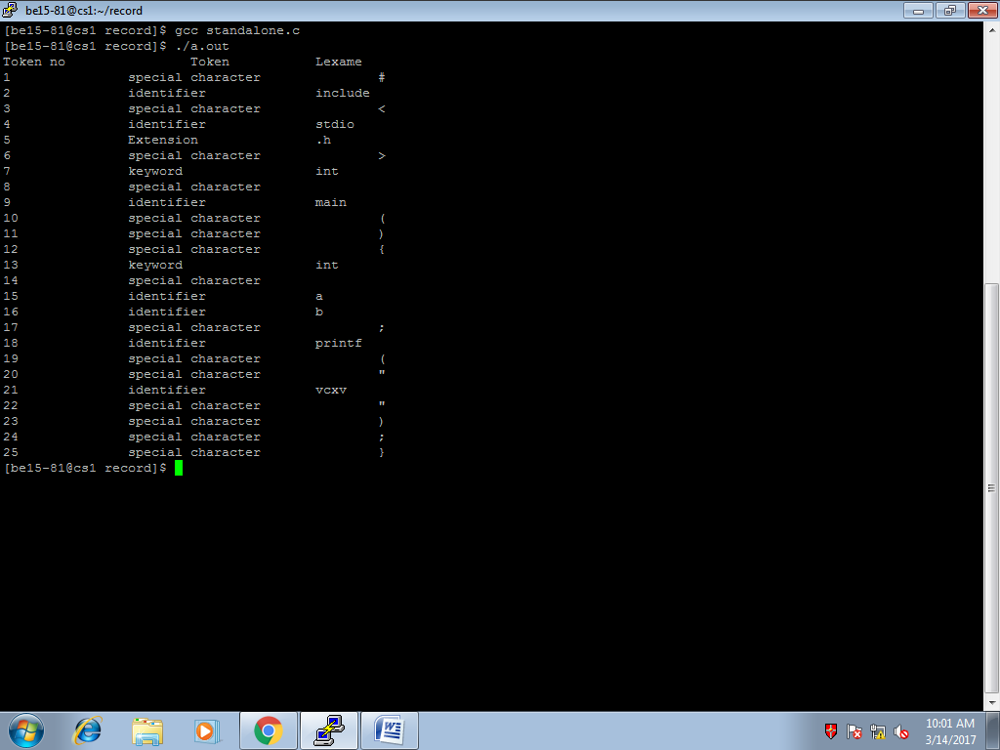 be15-81@cs1:~/record
[be15-81@cs1 record]$ gcc standalone.c
[be15-81@cs1 record]$ ./a.out
Token no Token Lexame
1 special character #
2 identifier include
3 special character <
4 identifier stdio
5 Extension .h
6 special character >
7 keyword int
8 special character
9 identifier main
10 special character (
11 special character )
12 special character {
13 keyword int
14 special character
15 identifier a
16 identifier b
17 special character ;
18 identifier printf
19 special character (
20 special character "
21 identifier vcxv
22 special character "
23 special character )
24 special character ;
25 special character }
[be15-81@cs1 record]$
10:01 AM
3/14/2017